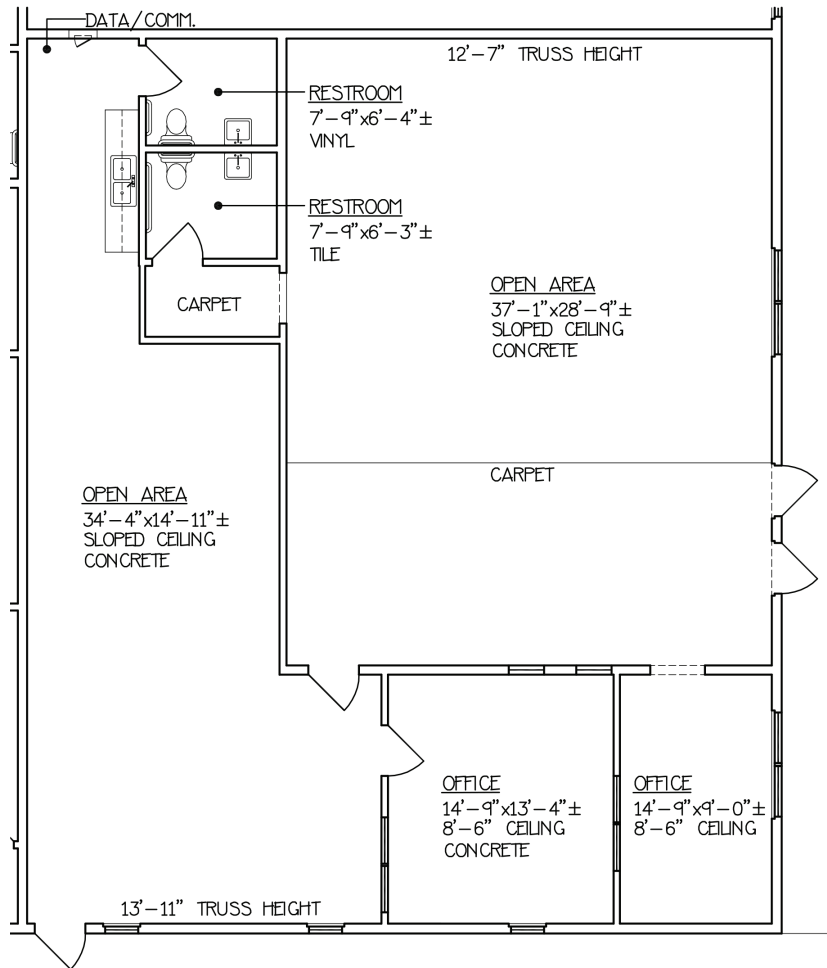 DATA/COMM.
12'-7" TRUSS HEIGHT
RESTROOM
7'-9"x6'-4"±
VINYL
RESTROOM
7'-9"x6'-3"±
TILE
CARPET
OPEN AREA
37'-1"x28'-9"±
SLOPED CEILING
CONCRETE
CARPET
OPEN AREA
34'-4"x14'-11"±
SLOPED CEILING
CONCRETE
OFFICE
14'-9"x13'-4"±
8'-6" CEILING
CONCRETE
OFFICE
14'-9"x9'-0"±
8'-6" CEILING
13'-11" TRUSS HEIGHT